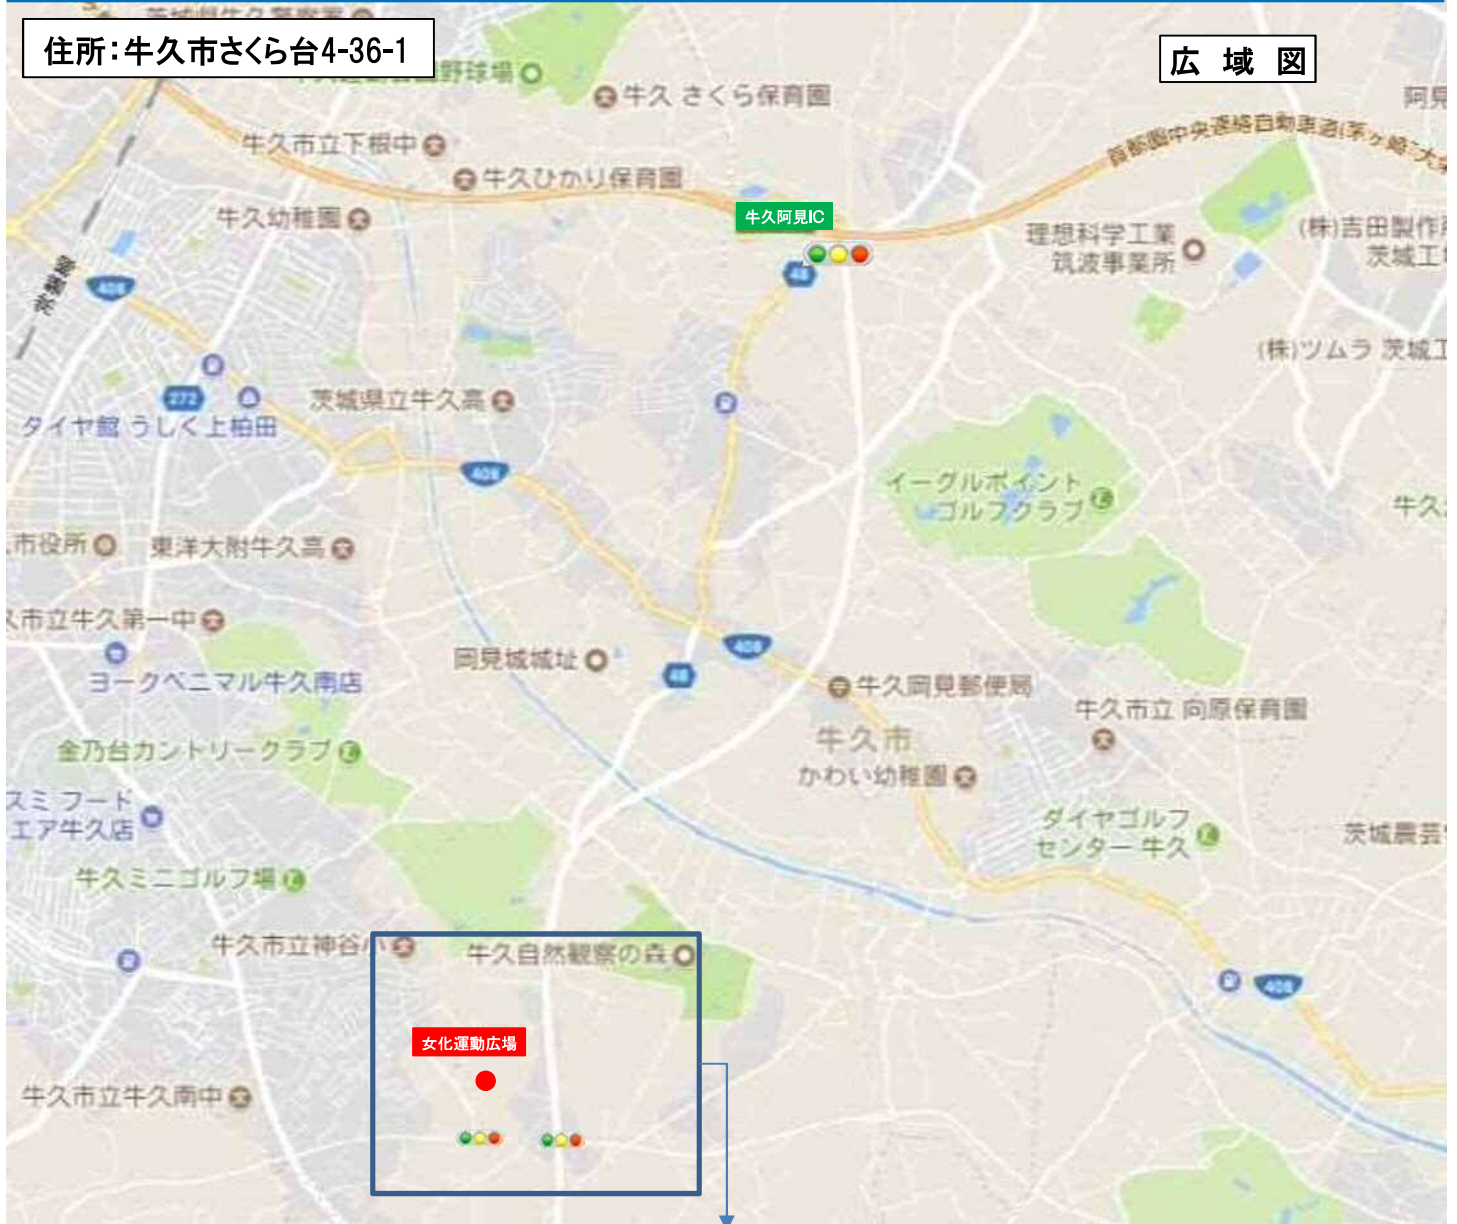 住所：牛久市さくら台4-36-1
広 域 図
野球場
牛久 さくら保育園
阿見
牛久市立下根中
首都圏中央連絡自動車道(茅ヶ崎
牛久ひかり保育園
牛久幼稚園
牛久阿見IC
理想科学工業
筑波事業所
(株)吉田製作所
茨城工場
48
408
常磐線
(株)ツムラ 茨城工
272
茨城県立牛久高
タイヤ館 うしく上柏田
408
イーグルポイント
ゴルフクラブ
牛久
市役所
東洋大附牛久高
久市立牛久第一中
408
岡見城城址
48
ヨークベニマル牛久南店
牛久岡見郵便局
牛久市立 向原保育園
牛久市
金乃台カントリークラブ
かわい幼稚園
スミ フード
エア牛久店
ダイヤゴルフ
センター 牛久
茨城農芸
牛久ミニゴルフ場
牛久市立神谷小
牛久自然観察の森
408
女化運動広場
牛久市立牛久南中